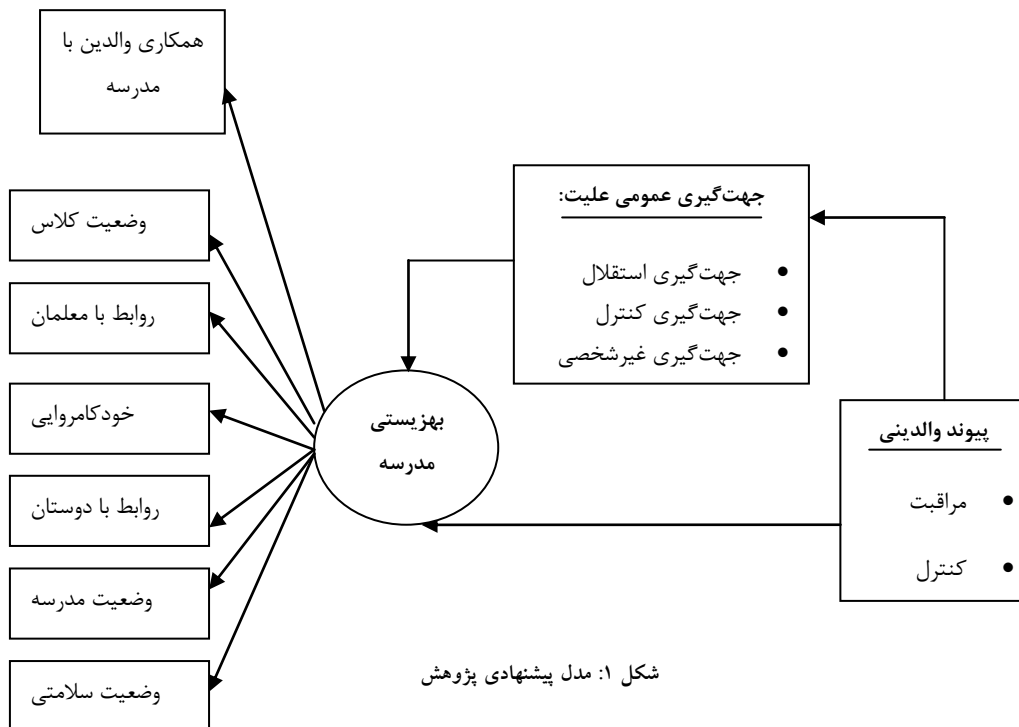 همکاری والدین با
مدرسه
جهت‌گیری عمومی علیت:
جهت‌گیری استقلال
جهت‌گیری کنترل
جهت‌گیری غیرشخصی
پیوند والدینی
مراقبت
کنترل
بهزیستی
مدرسه
وضعیت کلاس
روابط با معلمان
خودکامروایی
روابط با دوستان
وضعیت مدرسه
وضعیت سلامتی
شکل ۱: مدل پیشنهادی پژوهش